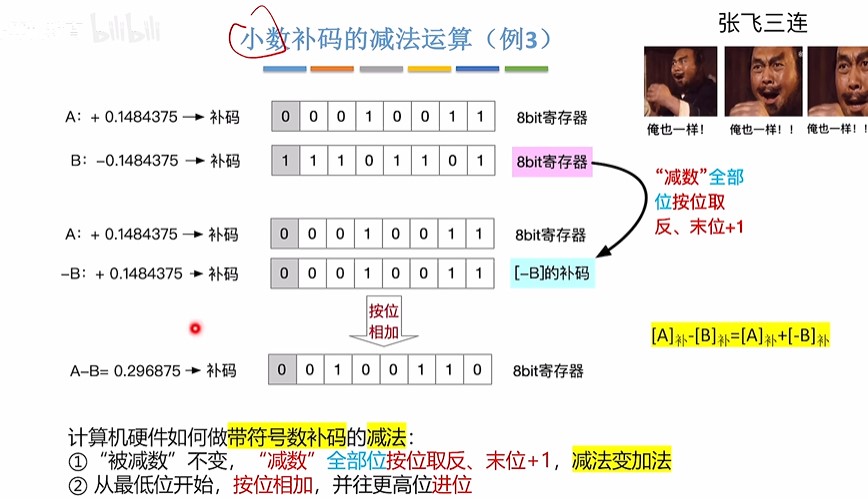 bilibili
小数补码的减法运算（例3）
张飞三连
俺也一样！ 俺也一样！！ 俺也一样！！
A: + 0.1484375 → 补码 0 0 0 1 0 0 1 1 8bit寄存器
B: -0.1484375 → 补码 1 1 1 0 1 1 0 1 8bit寄存器
“减数”全部
位按位取
反、末位+1
A: + 0.1484375 → 补码 0 0 0 1 0 0 1 1 8bit寄存器
-B: + 0.1484375 → 补码 0 0 0 1 0 0 1 1 [-B]的补码
按位
相加
[A]补-[B]补=[A]补+[-B]补
A-B= 0.296875 → 补码 0 0 1 0 0 1 1 0 8bit寄存器
计算机硬件如何做带符号数补码的减法：
① “被减数”不变，“减数”全部位按位取反、末位+1，减法变加法
② 从最低位开始，按位相加，并往更高位进位